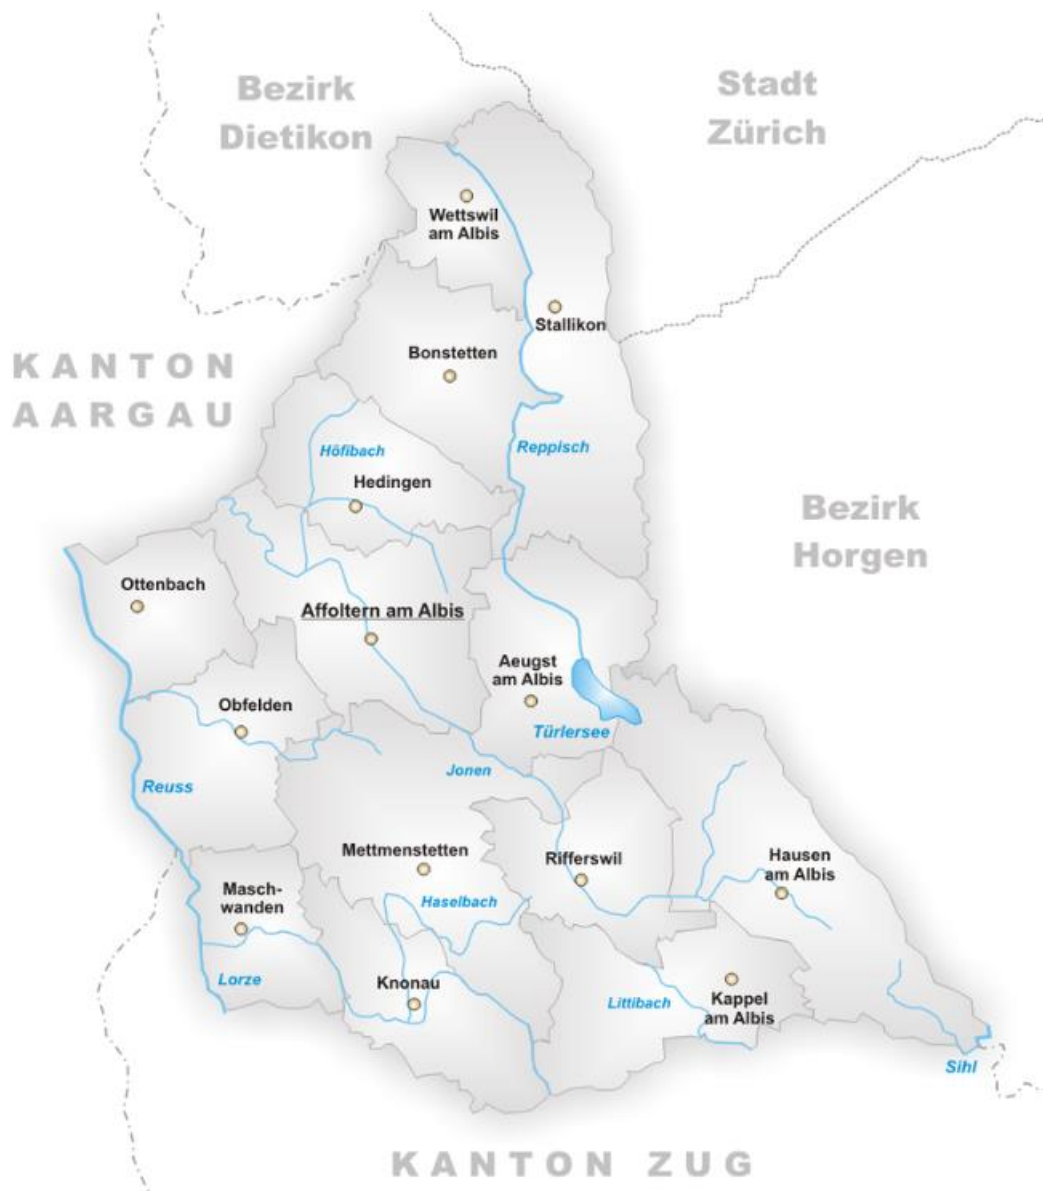 Bezirk
Dietikon
Stadt
Zürich
Wettswil
am Albis
Stallikon
Bonstetten
KANTON
AARGAU
Höfibach
Reppisch
Hedingen
Bezirk
Horgen
Ottenbach
Affoltern am Albis
Aeugst
am Albis
Obfelden
Türlersee
Jonen
Reuss
Mettmenstetten
Rifferswil
Hausen
am Albis
Masch-
wanden
Haselbach
Lorze
Knonau
Littibach
Kappel
am Albis
Sihl
KANTON ZUG